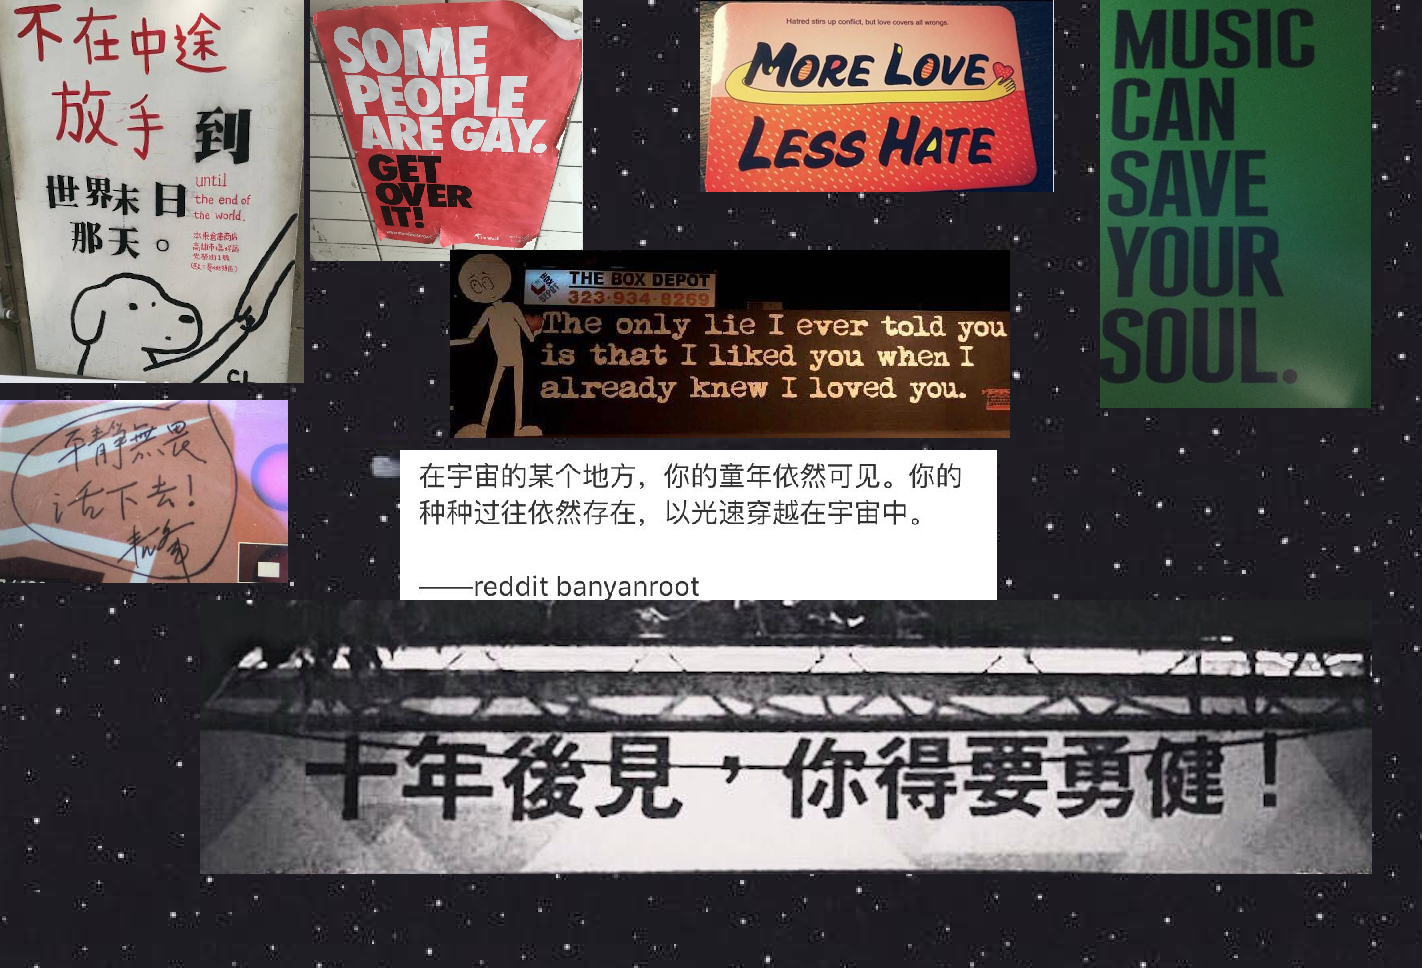 不在中途
放手 到
世界末日
那天。
until
the end of
the world.
SOME
PEOPLE
ARE GAY.
GET
OVER
IT!
Hatred stirs up conflict, but love covers all wrongs.
MORE LOVE
LESS HATE
MUSIC
CAN
SAVE
YOUR
SOUL.
THE BOX DEPOT
323-934-8269
The only lie I ever told you
is that I liked you when I
already knew I loved you.
平靜無畏
活下去!
在宇宙的某个地方，你的童年依然可见。你的
种种过往依然存在，以光速穿越在宇宙中。
——reddit banyanroot
十年後見，你得要勇健！